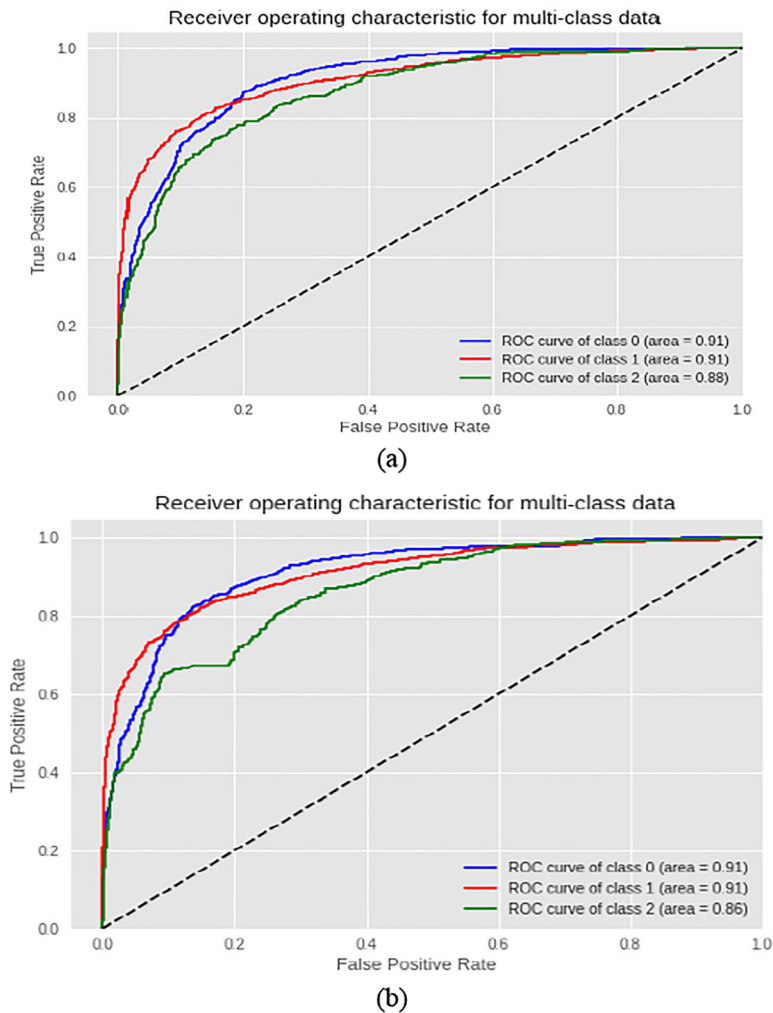 Receiver operating characteristic for multi-class data
1.0
0.8
0.6
0.4
0.2
0.0
True Positive Rate
ROC curve of class 0 (area = 0.91)
ROC curve of class 1 (area = 0.91)
ROC curve of class 2 (area = 0.88)
0.0 0.2 0.4 0.6 0.8 1.0
False Positive Rate
(a)
Receiver operating characteristic for multi-class data
1.0
0.8
0.6
0.4
0.2
0.0
True Positive Rate
ROC curve of class 0 (area = 0.91)
ROC curve of class 1 (area = 0.91)
ROC curve of class 2 (area = 0.86)
0.0 0.2 0.4 0.6 0.8 1.0
False Positive Rate
(b)